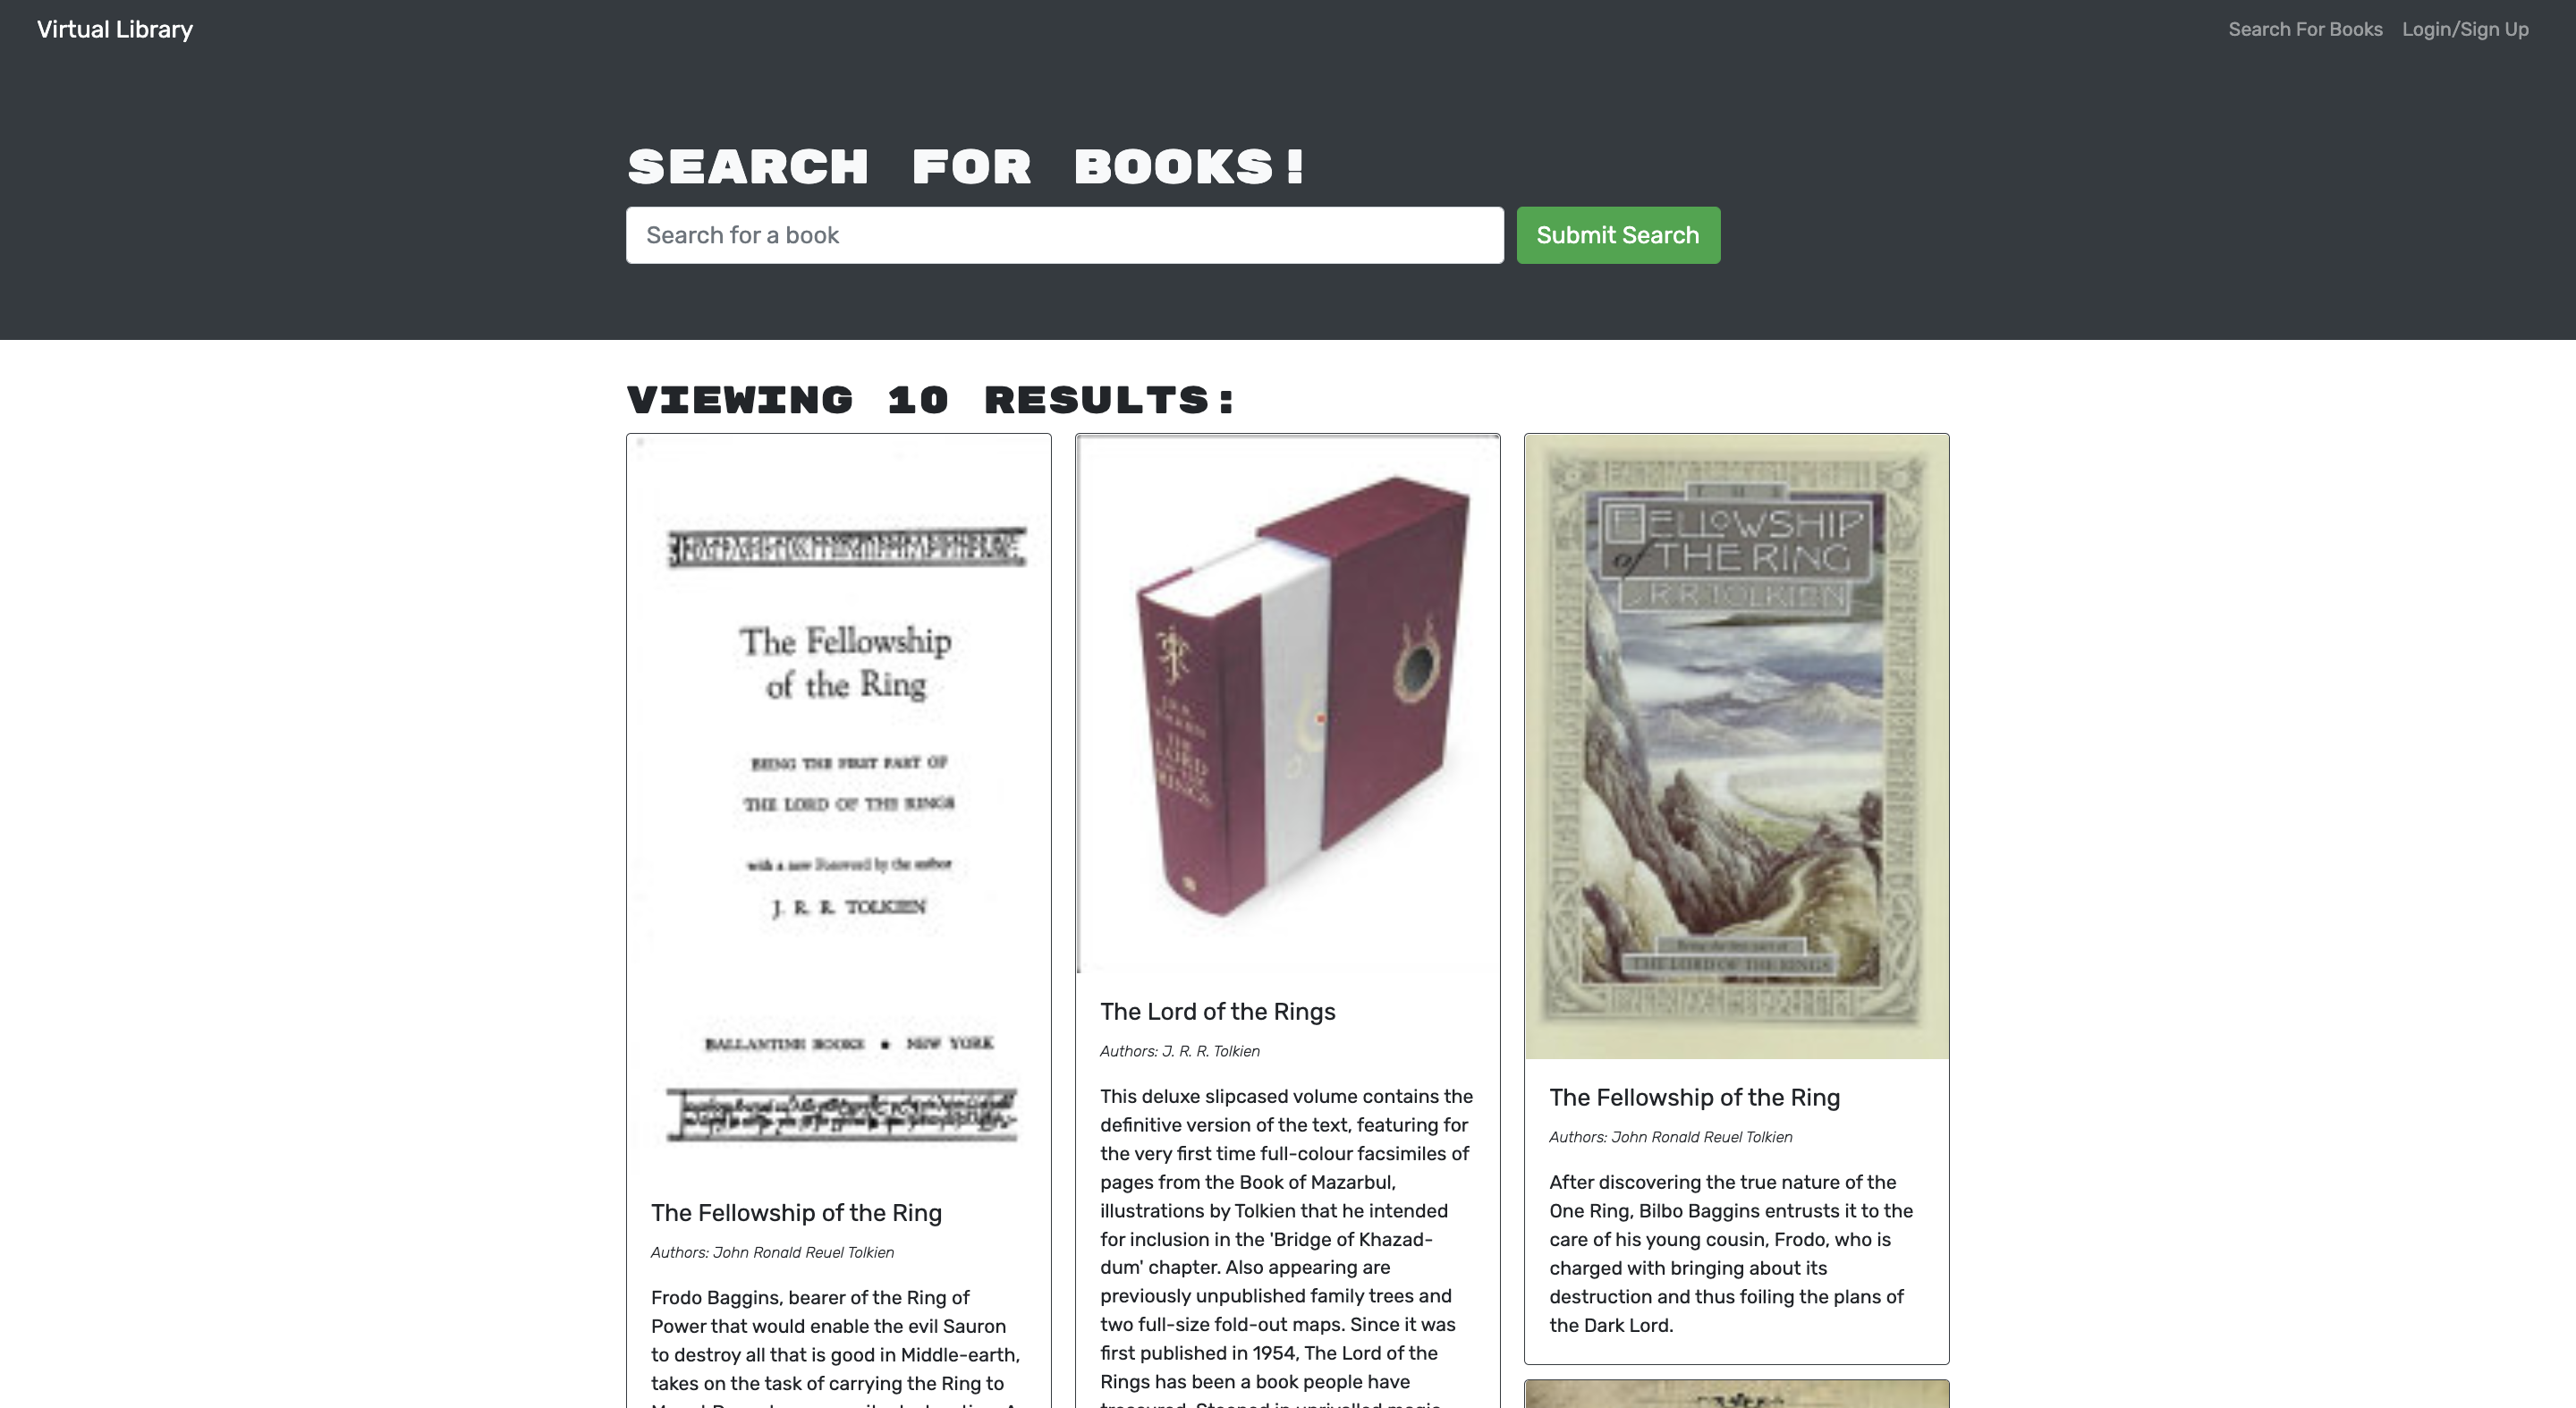 Virtual Library
Search For Books
Login/Sign Up
SEARCH FOR BOOKS!
Search for a book
Submit Search
VIEWING 10 RESULTS:
The Fellowship
of the Ring
BEING THE FIRST PART OF
THE LORD OF THE RINGS
with a new Foreword by the author
J. R. R. TOLKIEN
BALLANTINE BOOKS • NEW YORK
The Fellowship of the Ring
Authors: John Ronald Reuel Tolkien
Frodo Baggins, bearer of the Ring of
Power that would enable the evil Sauron
to destroy all that is good in Middle-earth,
takes on the task of carrying the Ring to
THE
LORD
RINGS
The Lord of the Rings
Authors: J. R. R. Tolkien
This deluxe slipcased volume contains the
definitive version of the text, featuring for
the very first time full-colour facsimiles of
pages from the Book of Mazarbul,
illustrations by Tolkien that he intended
for inclusion in the 'Bridge of Khazad-
dum' chapter. Also appearing are
previously unpublished family trees and
two full-size fold-out maps. Since it was
first published in 1954, The Lord of the
Rings has been a book people have
THE
FELLOWSHIP
of THE RING
J.R.R. TOLKIEN
Being the first part of
THE LORD OF THE RINGS
The Fellowship of the Ring
Authors: John Ronald Reuel Tolkien
After discovering the true nature of the
One Ring, Bilbo Baggins entrusts it to the
care of his young cousin, Frodo, who is
charged with bringing about its
destruction and thus foiling the plans of
the Dark Lord.